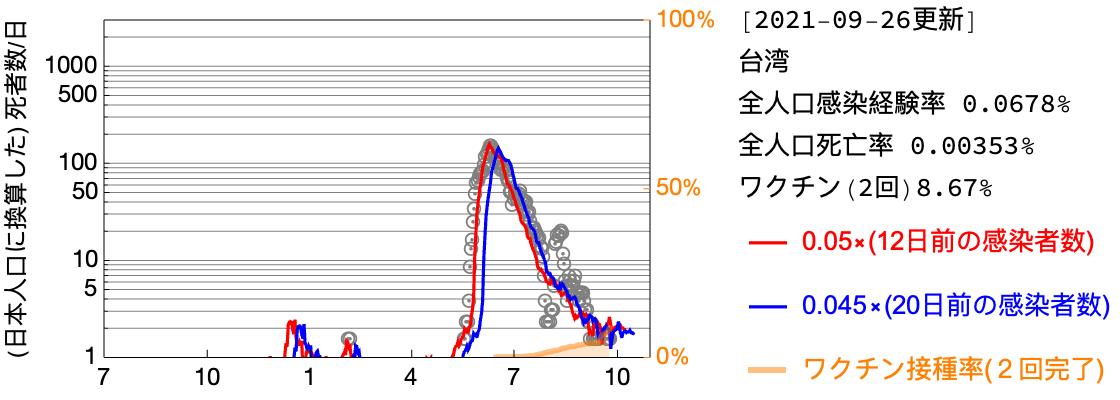 (日本人口に換算した) 死者数/日
1000
500
100
50
10
5
1
7
10
1
4
7
10
100%
50%
0%
[2021-09-26更新]
台湾
全人口感染経験率 0.0678%
全人口死亡率 0.00353%
ワクチン(2回)8.67%
0.05×(12日前の感染者数)
0.045×(20日前の感染者数)
ワクチン接種率(２回完了)